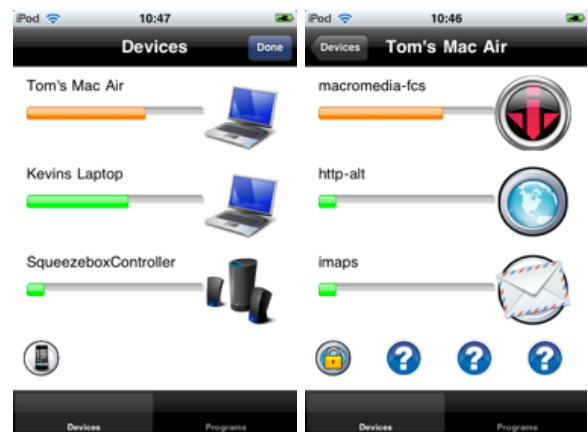 iPod 10:47
Devices Done
Tom's Mac Air
Kevins Laptop
SqueezeboxController
Devices Programs
iPod 10:46
Devices Tom's Mac Air
macromedia-fcs
http-alt
imaps
Devices Programs